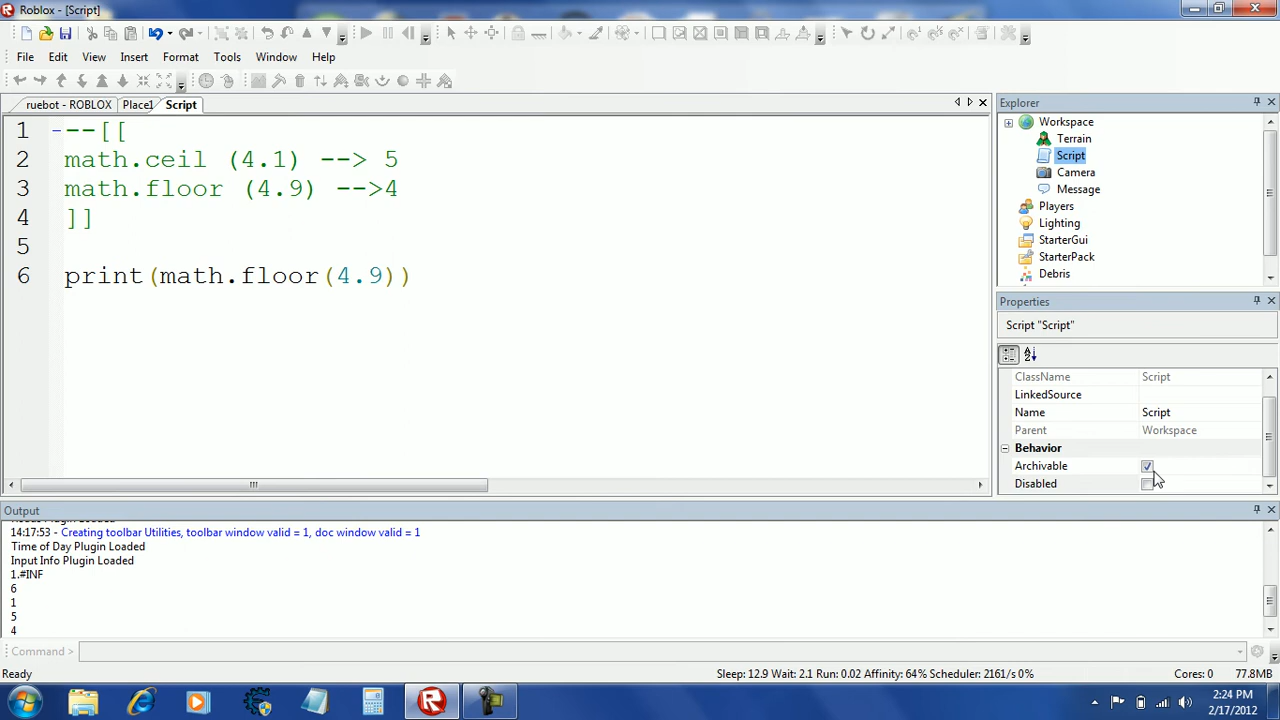 Roblox - [Script]
File Edit View Insert Format Tools Window Help
ruebot - ROBLOX Place1 Script
1 --[[
2 math.ceil (4.1) --> 5
3 math.floor (4.9) -->4
4 ]]
5
6 print(math.floor(4.9))
Explorer
Workspace
Terrain
Script
Camera
Message
Players
Lighting
StarterGui
StarterPack
Debris
Properties
Script "Script"
ClassName Script
LinkedSource
Name Script
Parent Workspace
Behavior
Archivable
Disabled
Output
14:17:53 - Creating toolbar Utilities, toolbar window valid = 1, doc window valid = 1
Time of Day Plugin Loaded
Input Info Plugin Loaded
1.#INF
6
1
5
4
Command >
Ready Sleep: 12.9 Wait: 2.1 Run: 0.02 Affinity: 64% Scheduler: 2161/s 0% Cores: 0 77.8MB
2:24 PM
2/17/2012